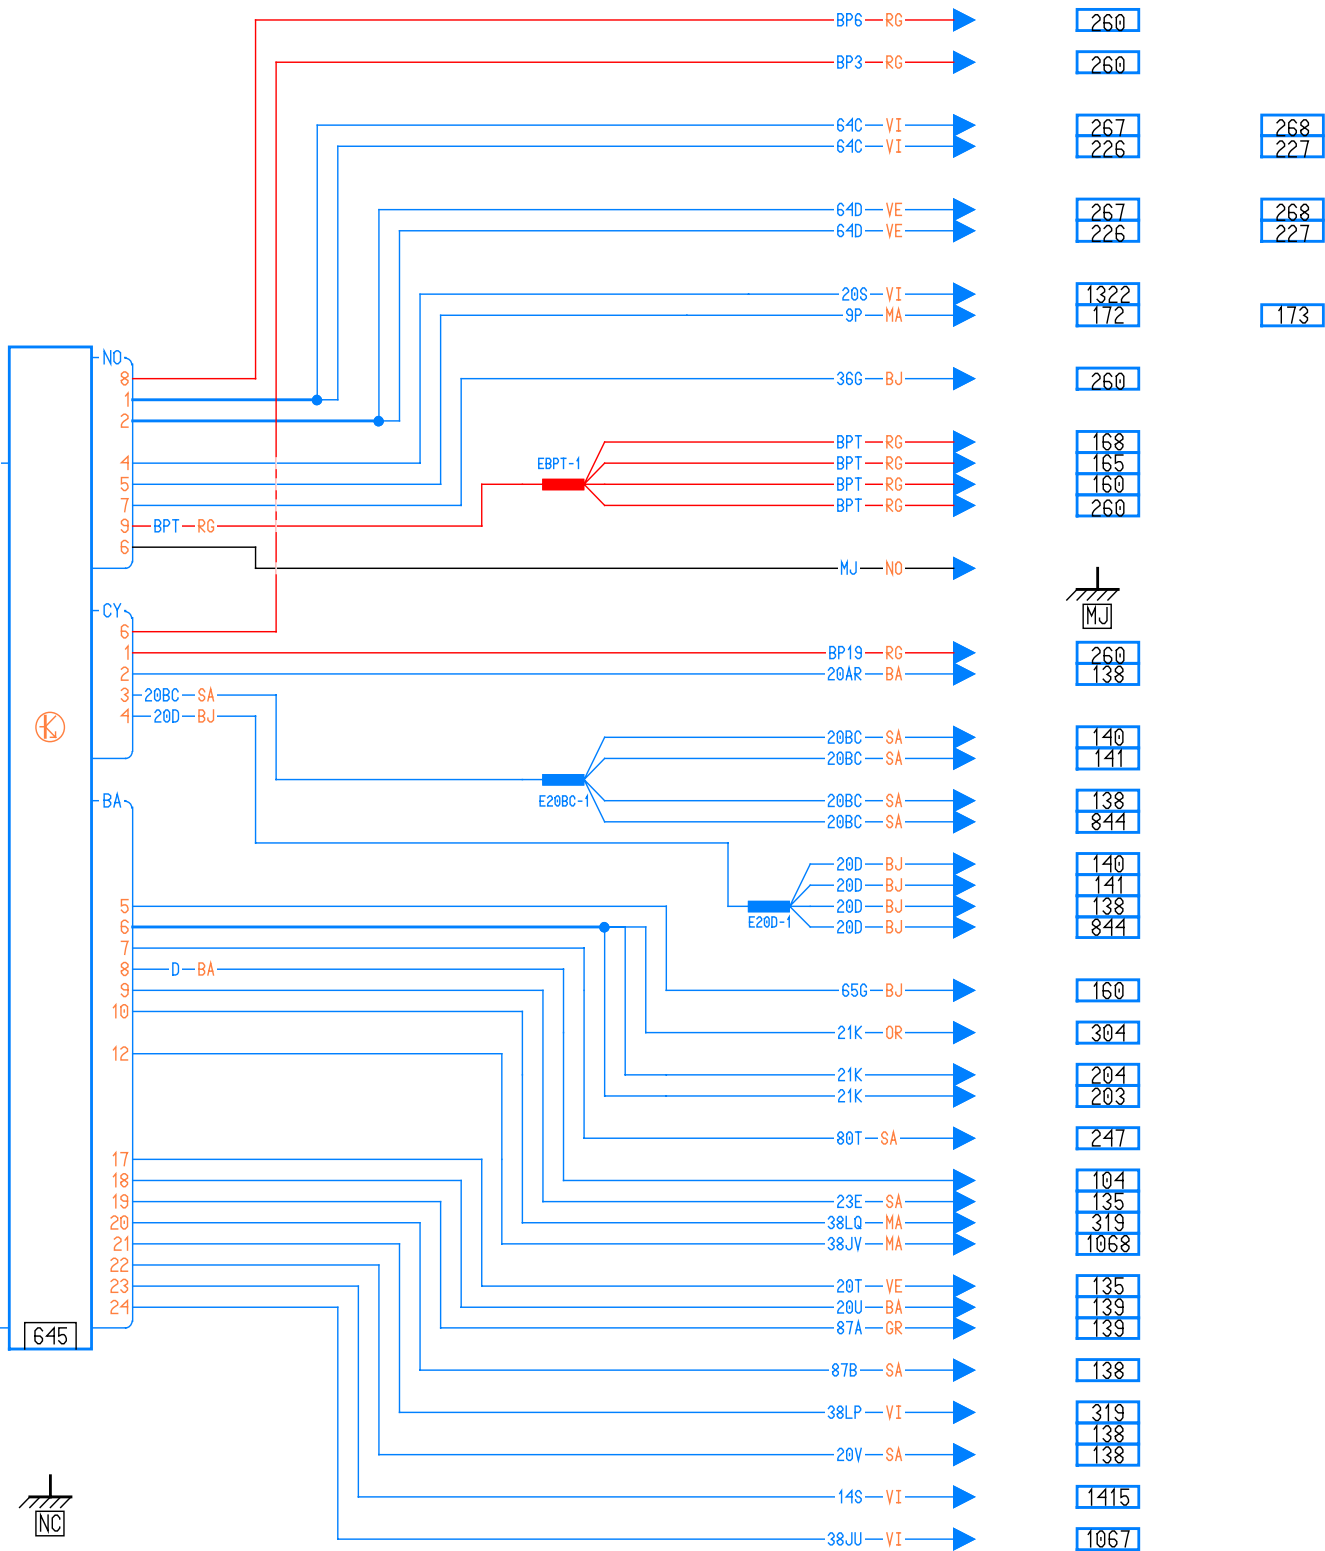 BP6 RG 260
BP3 RG 260
64C VI 267 268
64C VI 226 227
64D VE 267 268
64D VE 226 227
20S VI 1322
9P MA 172 173
NO
8 36G BJ 260
1
2
BPT RG 168
4 EBPT-1 BPT RG 165
5 BPT RG 160
7 BPT RG 260
9 BPT RG
6
MJ NO
CY MJ
6
1 BP19 RG 260
2 20AR BA 138
3 20BC SA
4 20D BJ
20BC SA 140
20BC SA 141
BA E20BC-1 20BC SA 138
20BC SA 844
20D BJ 140
20D BJ 141
5 20D BJ 138
6 E20D-1 20D BJ 844
7
8 D BA
9 65G BJ 160
10
21K OR 304
12
21K 204
21K 203
80T SA 247
17
18 104
19 23E SA 135
20 38LQ MA 319
21 38JV MA 1068
22
23 20T VE 135
24 20U BA 139
645 87A GR 139
87B SA 138
38LP VI 319
138
20V SA 138
14S VI 1415
NC
38JU VI 1067